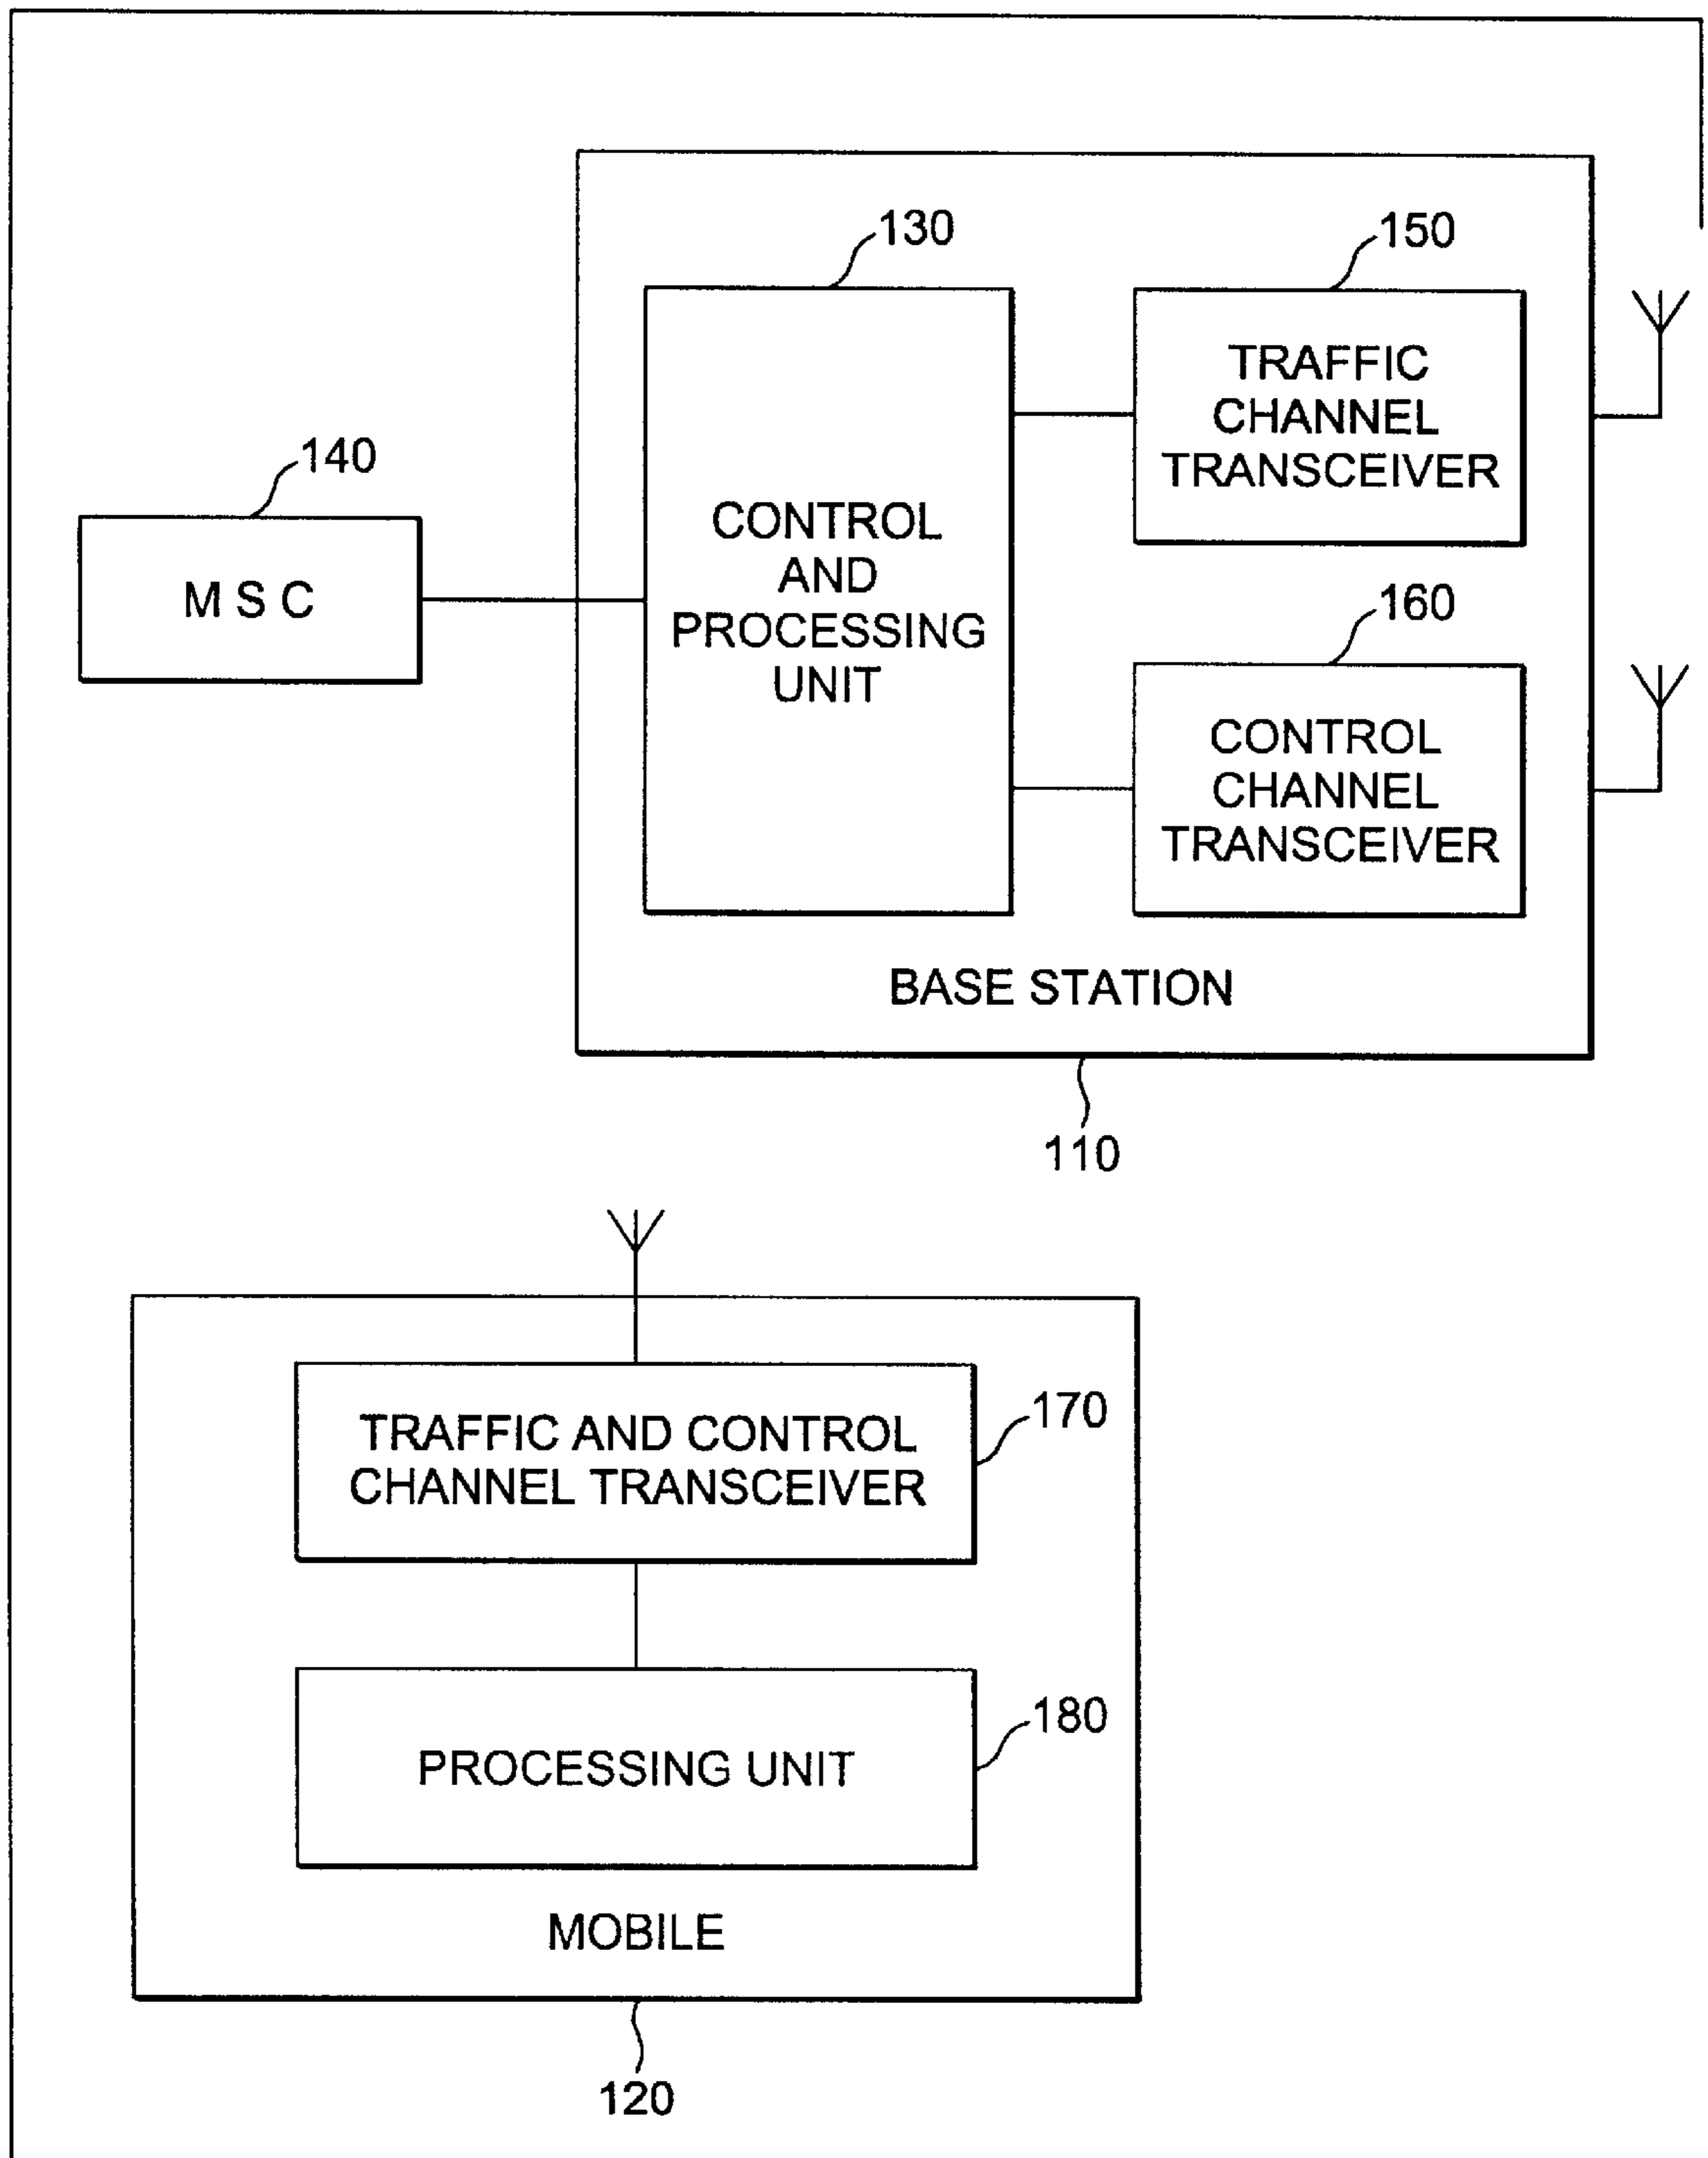 130
150
TRAFFIC
CHANNEL
TRANSCEIVER
140
M S C
CONTROL
AND
PROCESSING
UNIT
160
CONTROL
CHANNEL
TRANSCEIVER
BASE STATION
110
TRAFFIC AND CONTROL
CHANNEL TRANSCEIVER
170
PROCESSING UNIT
180
MOBILE
120